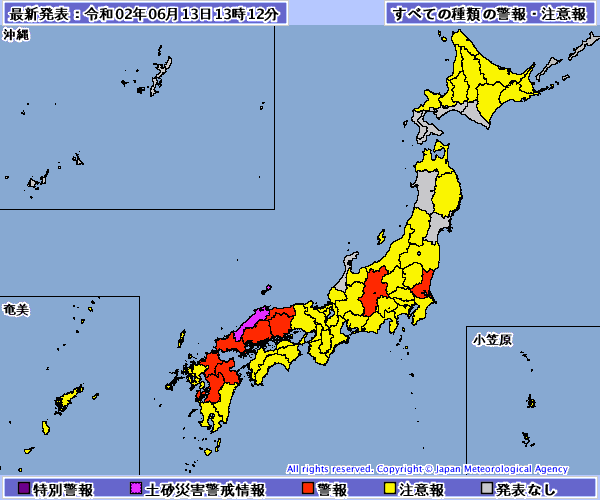 最新発表：令和02年06月13日13時12分
すべての種類の警報・注意報
沖縄
奄美
小笠原
All rights reserved. Copyright © Japan Meteorological Agency
特別警報 土砂災害警戒情報 警報 注意報 発表なし